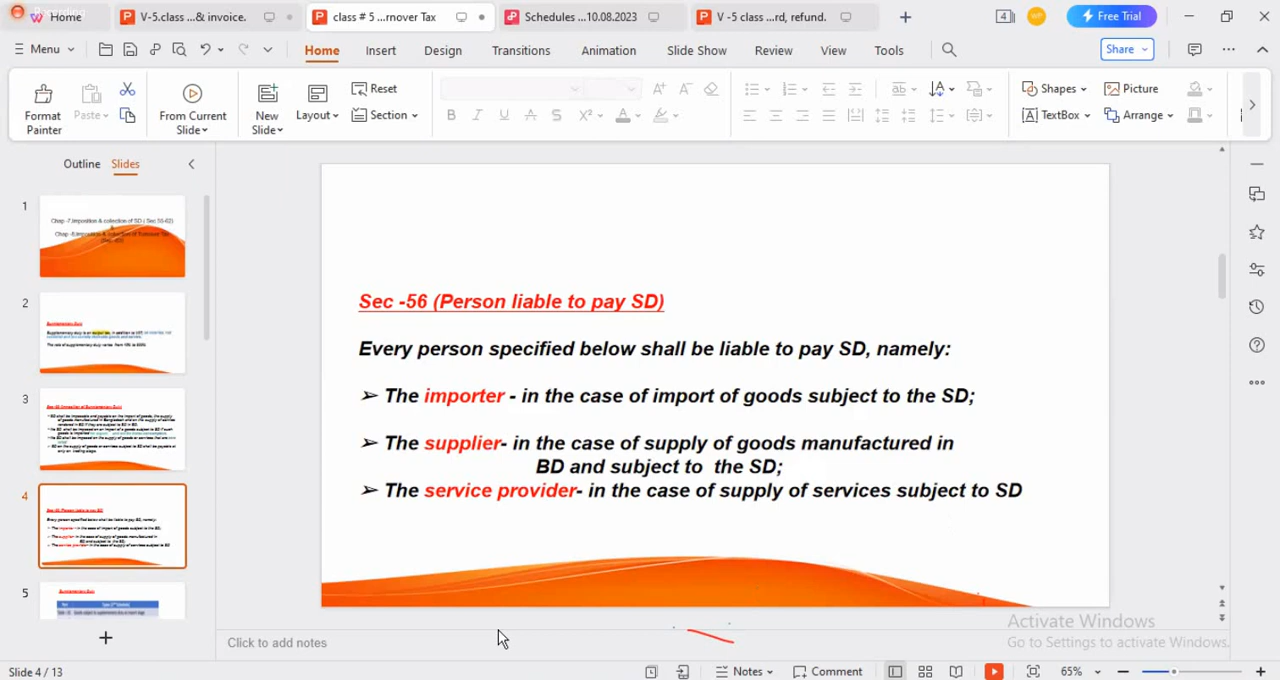 Home
V-5.class ...& invoice.
class # 5 ...rnover Tax
Schedules ...10.08.2023
V -5 class ...rd, refund.
4
Free Trial
Menu
Home
Insert
Design
Transitions
Animation
Slide Show
Review
View
Tools
Share
Format Painter
Paste
From Current Slide
New Slide
Layout
Reset
Section
Shapes
Picture
TextBox
Arrange
Outline
Slides
1
2
3
4
5
Sec -56 (Person liable to pay SD)
Every person specified below shall be liable to pay SD, namely:
➢ The importer - in the case of import of goods subject to the SD;
➢ The supplier- in the case of supply of goods manufactured in
BD and subject to the SD;
➢ The service provider- in the case of supply of services subject to SD
Activate Windows
Go to Settings to activate Windows.
Click to add notes
Slide 4 / 13
Notes
Comment
65%